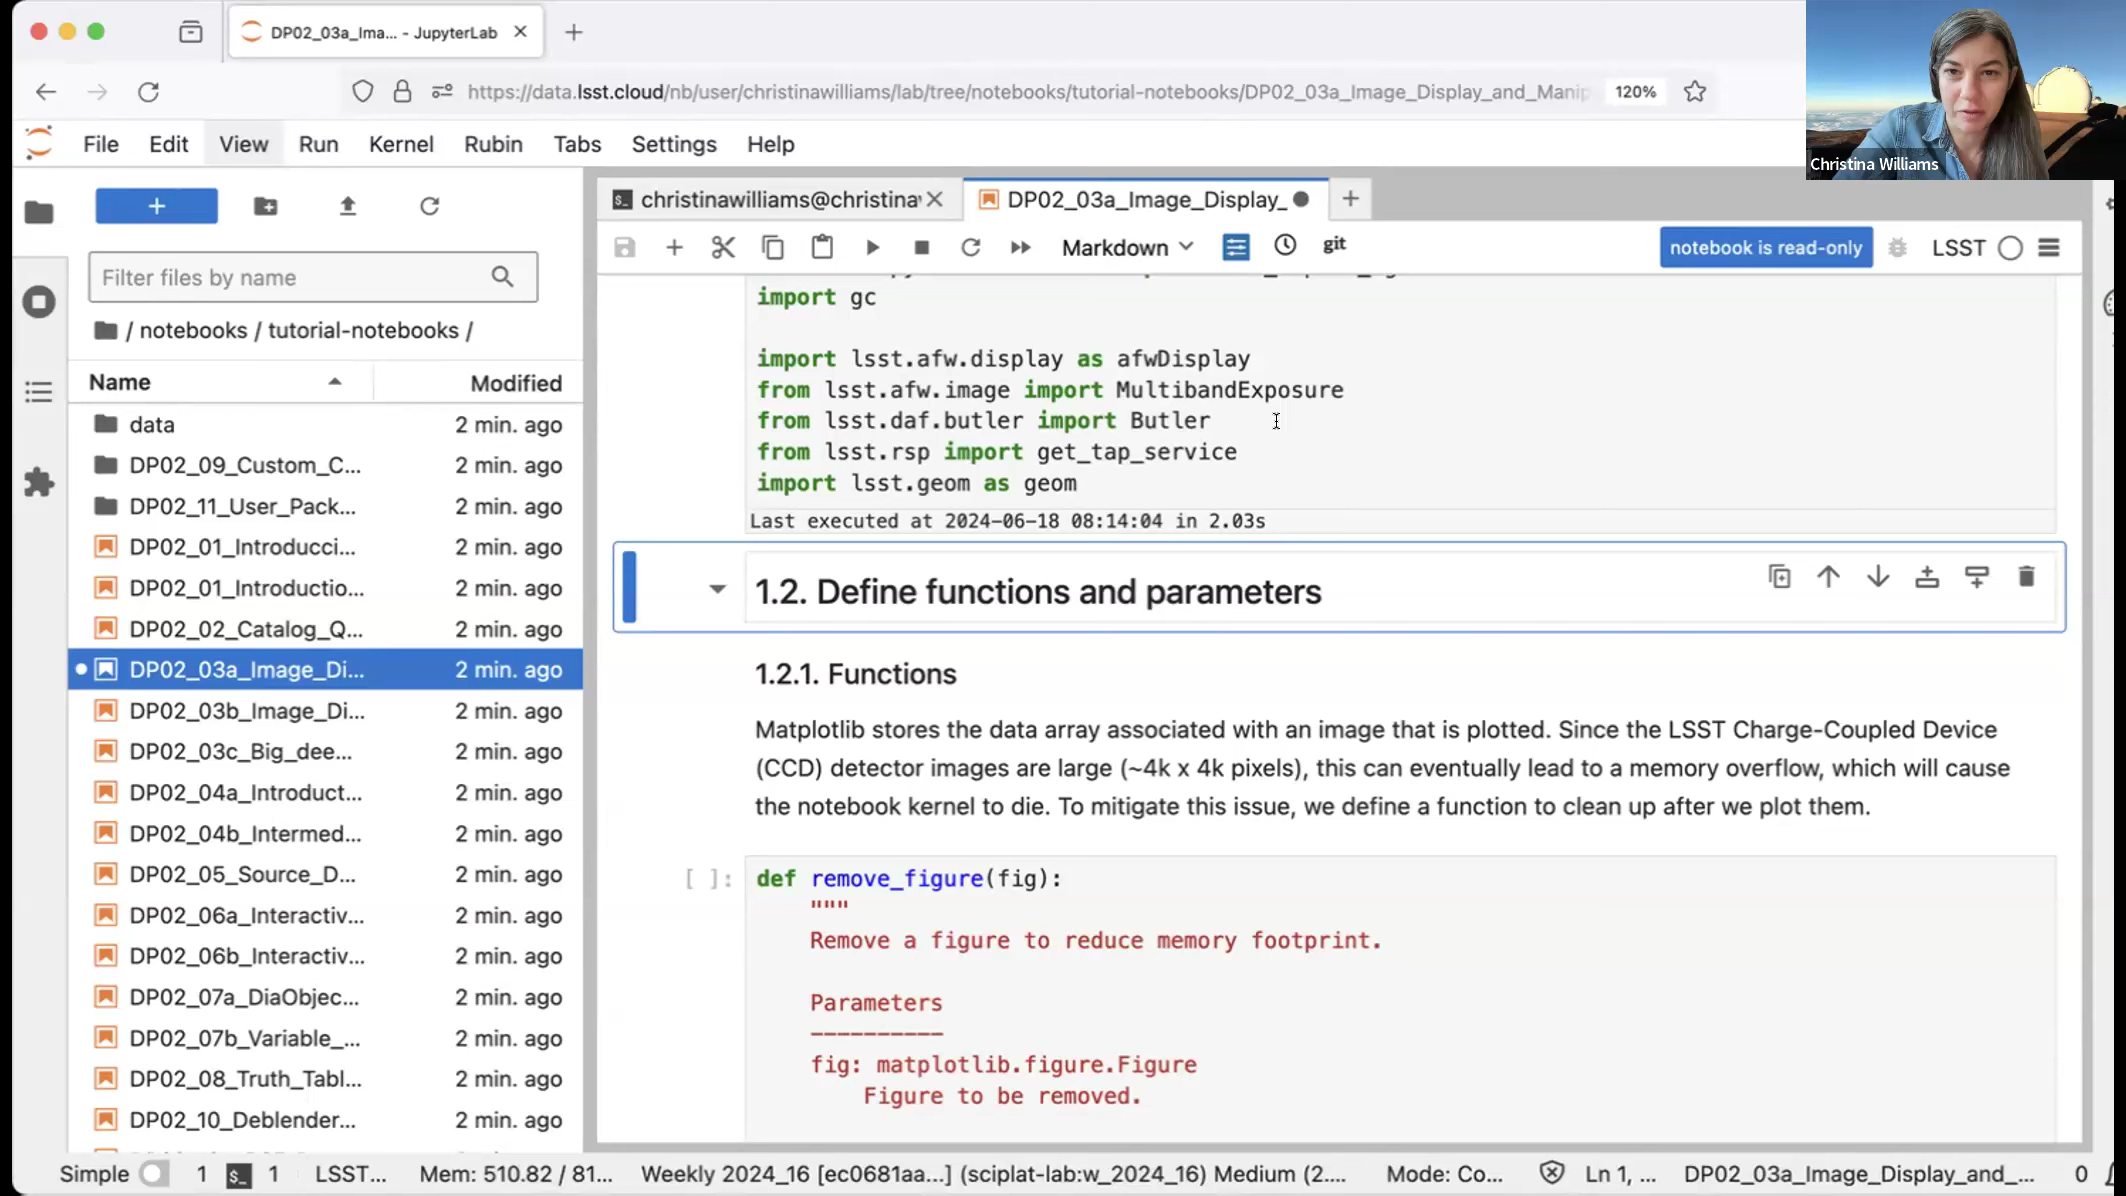 DP02_03a_Ima... - JupyterLab
https://data.lsst.cloud/nb/user/christinawilliams/lab/tree/notebooks/tutorial-notebooks/DP02_03a_Image_Display_and_Manip
120%
Christina Williams
File Edit View Run Kernel Rubin Tabs Settings Help
Filter files by name
/ notebooks / tutorial-notebooks /
Name Modified
data 2 min. ago
DP02_09_Custom_C... 2 min. ago
DP02_11_User_Pack... 2 min. ago
DP02_01_Introducci... 2 min. ago
DP02_01_Introductio... 2 min. ago
DP02_02_Catalog_Q... 2 min. ago
DP02_03a_Image_Di... 2 min. ago
DP02_03b_Image_Di... 2 min. ago
DP02_03c_Big_dee... 2 min. ago
DP02_04a_Introduct... 2 min. ago
DP02_04b_Intermed... 2 min. ago
DP02_05_Source_D... 2 min. ago
DP02_06a_Interactiv... 2 min. ago
DP02_06b_Interactiv... 2 min. ago
DP02_07a_DiaObjec... 2 min. ago
DP02_07b_Variable_... 2 min. ago
DP02_08_Truth_Tabl... 2 min. ago
DP02_10_Deblender... 2 min. ago
christinawilliams@christina
DP02_03a_Image_Display_
Markdown
git
notebook is read-only
LSST
import gc
import lsst.afw.display as afwDisplay
from lsst.afw.image import MultibandExposure
from lsst.daf.butler import Butler
from lsst.rsp import get_tap_service
import lsst.geom as geom
Last executed at 2024-06-18 08:14:04 in 2.03s
1.2. Define functions and parameters
1.2.1. Functions
Matplotlib stores the data array associated with an image that is plotted. Since the LSST Charge-Coupled Device
(CCD) detector images are large (~4k x 4k pixels), this can eventually lead to a memory overflow, which will cause
the notebook kernel to die. To mitigate this issue, we define a function to clean up after we plot them.
[ ]: def remove_figure(fig):
"""
Remove a figure to reduce memory footprint.
Parameters
----------
fig: matplotlib.figure.Figure
Figure to be removed.
Simple 1 1 LSST... Mem: 510.82 / 81... Weekly 2024_16 [ec0681aa...] (sciplat-lab:w_2024_16) Medium (2.... Mode: Co... Ln 1, ... DP02_03a_Image_Display_and_... 0